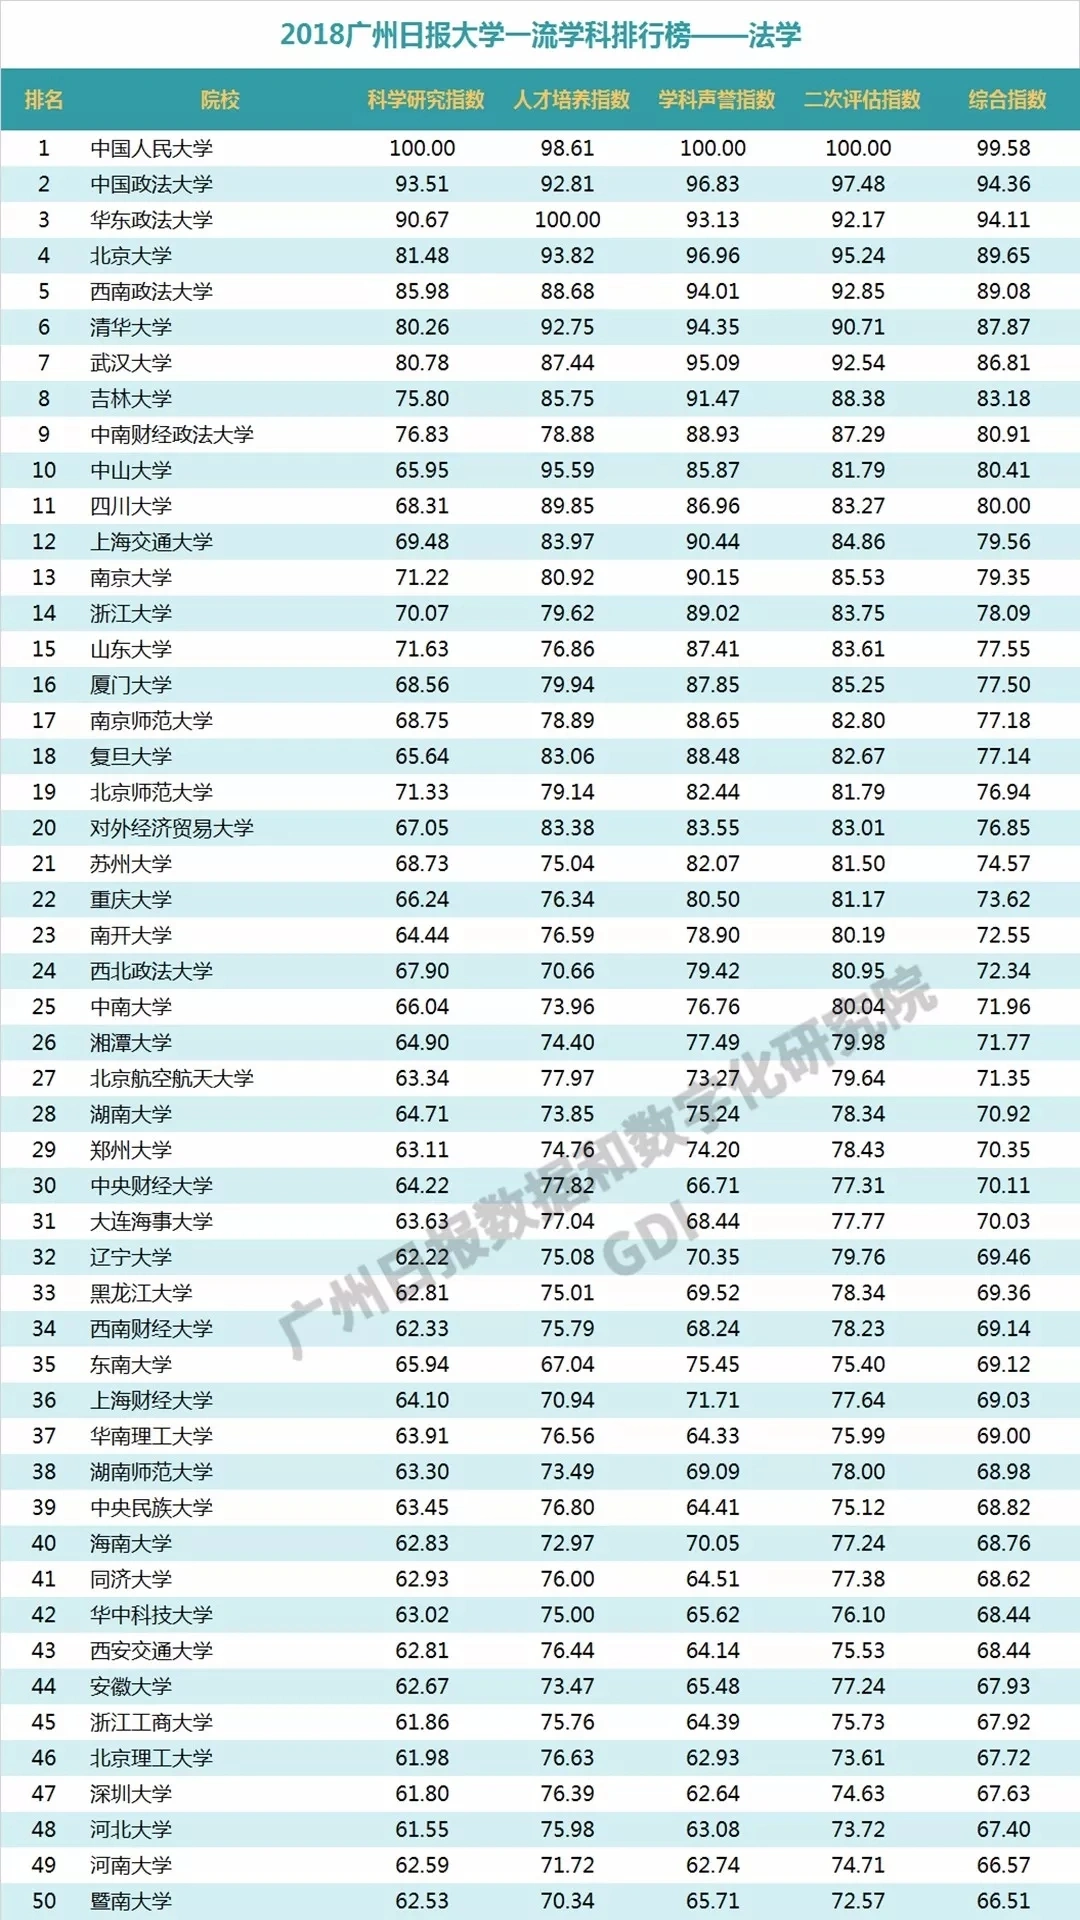 2018广州日报大学一流学科排行榜——法学
排名 院校 科学研究指数 人才培养指数 学科声誉指数 二次评估指数 综合指数
1 中国人民大学 100.00 98.61 100.00 100.00 99.58
2 中国政法大学 93.51 92.81 96.83 97.48 94.36
3 华东政法大学 90.67 100.00 93.13 92.17 94.11
4 北京大学 81.48 93.82 96.96 95.24 89.65
5 西南政法大学 85.98 88.68 94.01 92.85 89.08
6 清华大学 80.26 92.75 94.35 90.71 87.87
7 武汉大学 80.78 87.44 95.09 92.54 86.81
8 吉林大学 75.80 85.75 91.47 88.38 83.18
9 中南财经政法大学 76.83 78.88 88.93 87.29 80.91
10 中山大学 65.95 95.59 85.87 81.79 80.41
11 四川大学 68.31 89.85 86.96 83.27 80.00
12 上海交通大学 69.48 83.97 90.44 84.86 79.56
13 南京大学 71.22 80.92 90.15 85.53 79.35
14 浙江大学 70.07 79.62 89.02 83.75 78.09
15 山东大学 71.63 76.86 87.41 83.61 77.55
16 厦门大学 68.56 79.94 87.85 85.25 77.50
17 南京师范大学 68.75 78.89 88.65 82.80 77.18
18 复旦大学 65.64 83.06 88.48 82.67 77.14
19 北京师范大学 71.33 79.14 82.44 81.79 76.94
20 对外经济贸易大学 67.05 83.38 83.55 83.01 76.85
21 苏州大学 68.73 75.04 82.07 81.50 74.57
22 重庆大学 66.24 76.34 80.50 81.17 73.62
23 南开大学 64.44 76.59 78.90 80.19 72.55
24 西北政法大学 67.90 70.66 79.42 80.95 72.34
25 中南大学 66.04 73.96 76.76 80.04 71.96
26 湘潭大学 64.90 74.40 77.49 79.98 71.77
27 北京航空航天大学 63.34 77.97 73.27 79.64 71.35
28 湖南大学 64.71 73.85 75.24 78.34 70.92
29 郑州大学 63.11 74.76 74.20 78.43 70.35
30 中央财经大学 64.22 77.82 66.71 77.31 70.11
31 大连海事大学 63.63 77.04 68.44 77.77 70.03
32 辽宁大学 62.22 75.08 70.35 79.76 69.46
33 黑龙江大学 62.81 75.01 69.52 78.34 69.36
34 西南财经大学 62.33 75.79 68.24 78.23 69.14
35 东南大学 65.94 67.04 75.45 75.40 69.12
36 上海财经大学 64.10 70.94 71.71 77.64 69.03
37 华南理工大学 63.91 76.56 64.33 75.99 69.00
38 湖南师范大学 63.30 73.49 69.09 78.00 68.98
39 中央民族大学 63.45 76.80 64.41 75.12 68.82
40 海南大学 62.83 72.97 70.05 77.24 68.76
41 同济大学 62.93 76.00 64.51 77.38 68.62
42 华中科技大学 63.02 75.00 65.62 76.10 68.44
43 西安交通大学 62.81 76.44 64.14 75.53 68.44
44 安徽大学 62.67 73.47 65.48 77.24 67.93
45 浙江工商大学 61.86 75.76 64.39 75.73 67.92
46 北京理工大学 61.98 76.63 62.93 73.61 67.72
47 深圳大学 61.80 76.39 62.64 74.63 67.63
48 河北大学 61.55 75.98 63.08 73.72 67.40
49 河南大学 62.59 71.72 62.74 74.71 66.57
50 暨南大学 62.53 70.34 65.71 72.57 66.51
广州日报数据和数字化研究院
GDI